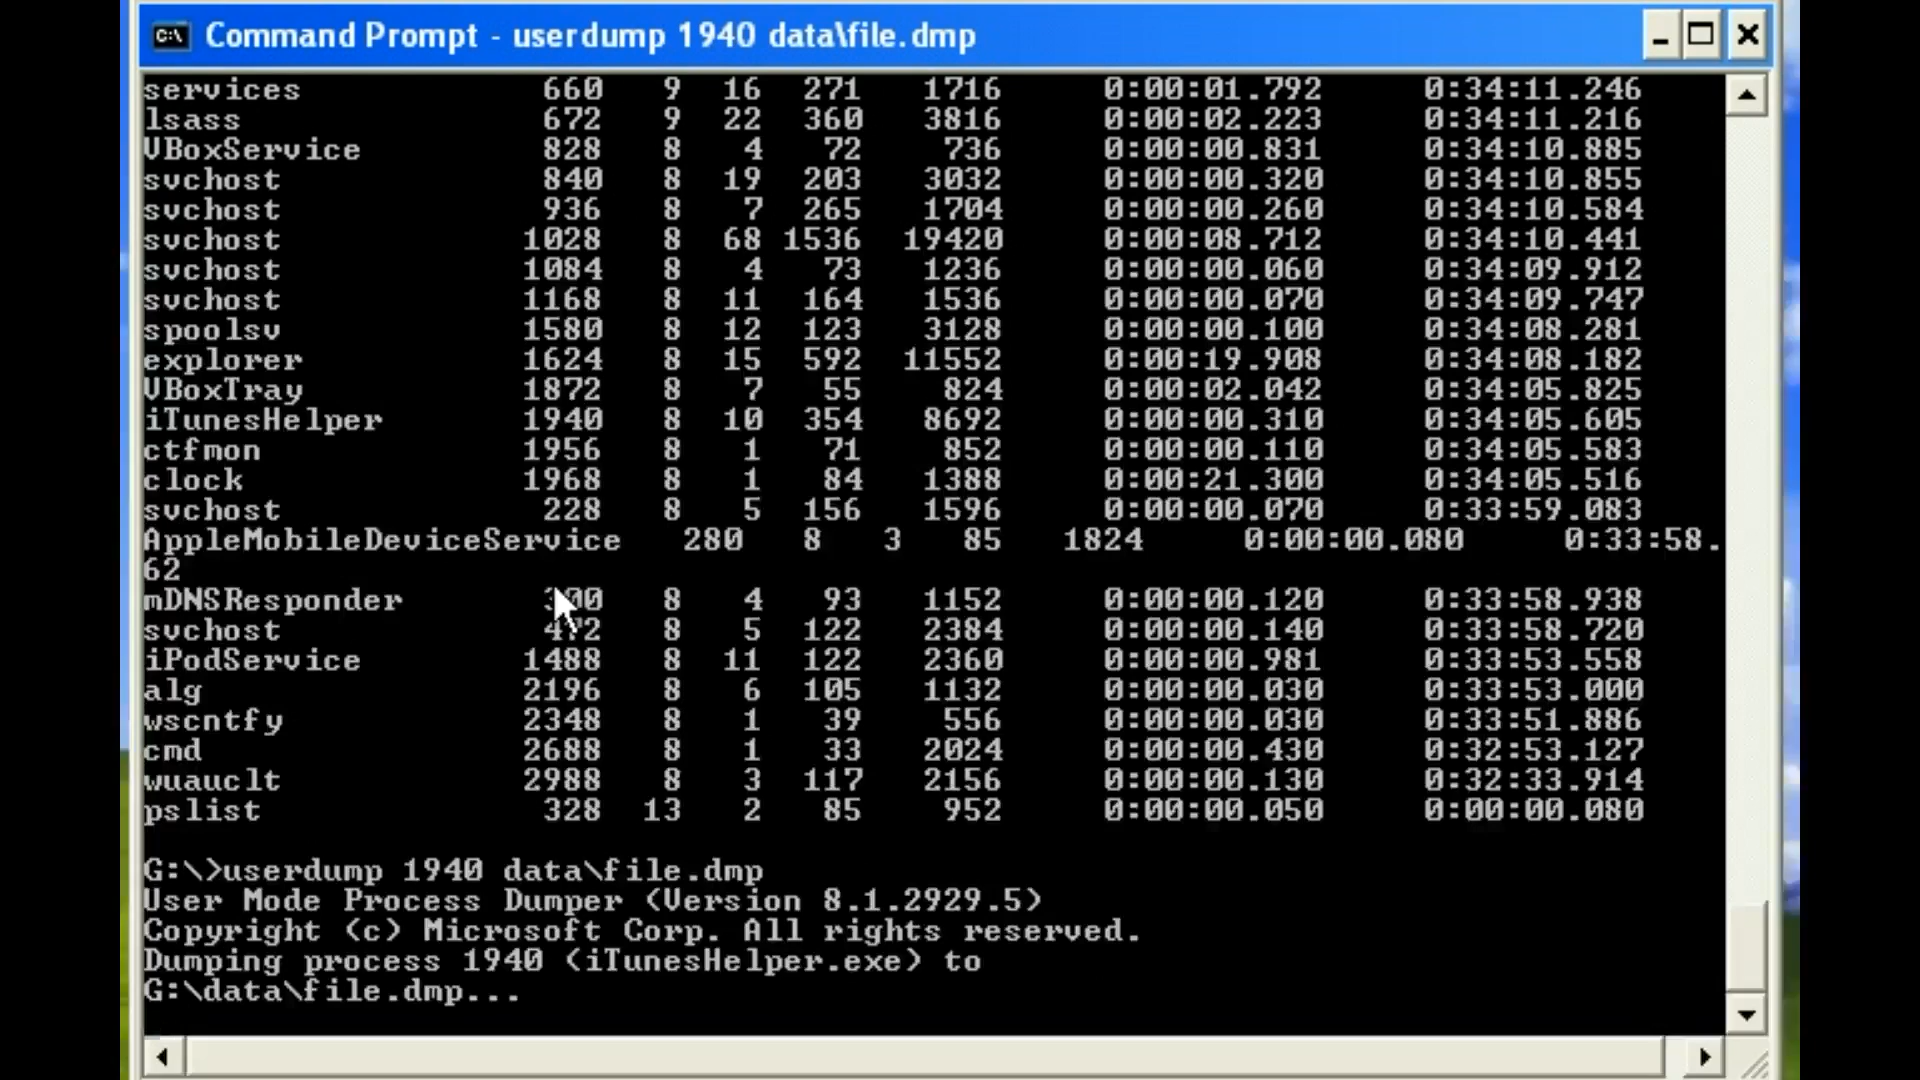 Command Prompt - userdump 1940 data\file.dmp
services 660 9 16 271 1716 0:00:01.792 0:34:11.246
lsass 672 9 22 360 3816 0:00:02.223 0:34:11.216
VBoxService 828 8 4 72 736 0:00:00.831 0:34:10.885
svchost 840 8 19 203 3032 0:00:00.320 0:34:10.855
svchost 936 8 7 265 1704 0:00:00.260 0:34:10.584
svchost 1028 8 68 1536 19420 0:00:08.712 0:34:10.441
svchost 1084 8 4 73 1236 0:00:00.060 0:34:09.912
svchost 1168 8 11 164 1536 0:00:00.070 0:34:09.747
spoolsv 1580 8 12 123 3128 0:00:00.100 0:34:08.281
explorer 1624 8 15 592 11552 0:00:19.908 0:34:08.182
VBoxTray 1872 8 7 55 824 0:00:02.042 0:34:05.825
iTunesHelper 1940 8 10 354 8692 0:00:00.310 0:34:05.605
ctfmon 1956 8 1 71 852 0:00:00.110 0:34:05.583
clock 1968 8 1 84 1388 0:00:21.300 0:34:05.516
svchost 228 8 5 156 1596 0:00:00.070 0:33:59.083
AppleMobileDeviceService 280 8 3 85 1824 0:00:00.080 0:33:58.
62
mDNSResponder 300 8 4 93 1152 0:00:00.120 0:33:58.938
svchost 472 8 5 122 2384 0:00:00.140 0:33:58.720
iPodService 1488 8 11 122 2360 0:00:00.981 0:33:53.558
alg 2196 8 6 105 1132 0:00:00.030 0:33:53.000
wscntfy 2348 8 1 39 556 0:00:00.030 0:33:51.886
cmd 2688 8 1 33 2024 0:00:00.430 0:32:53.127
wuauclt 2988 8 3 117 2156 0:00:00.130 0:32:33.914
pslist 328 13 2 85 952 0:00:00.050 0:00:00.080
G:\>userdump 1940 data\file.dmp
User Mode Process Dumper (Version 8.1.2929.5)
Copyright (c) Microsoft Corp. All rights reserved.
Dumping process 1940 (iTunesHelper.exe) to
G:\data\file.dmp...